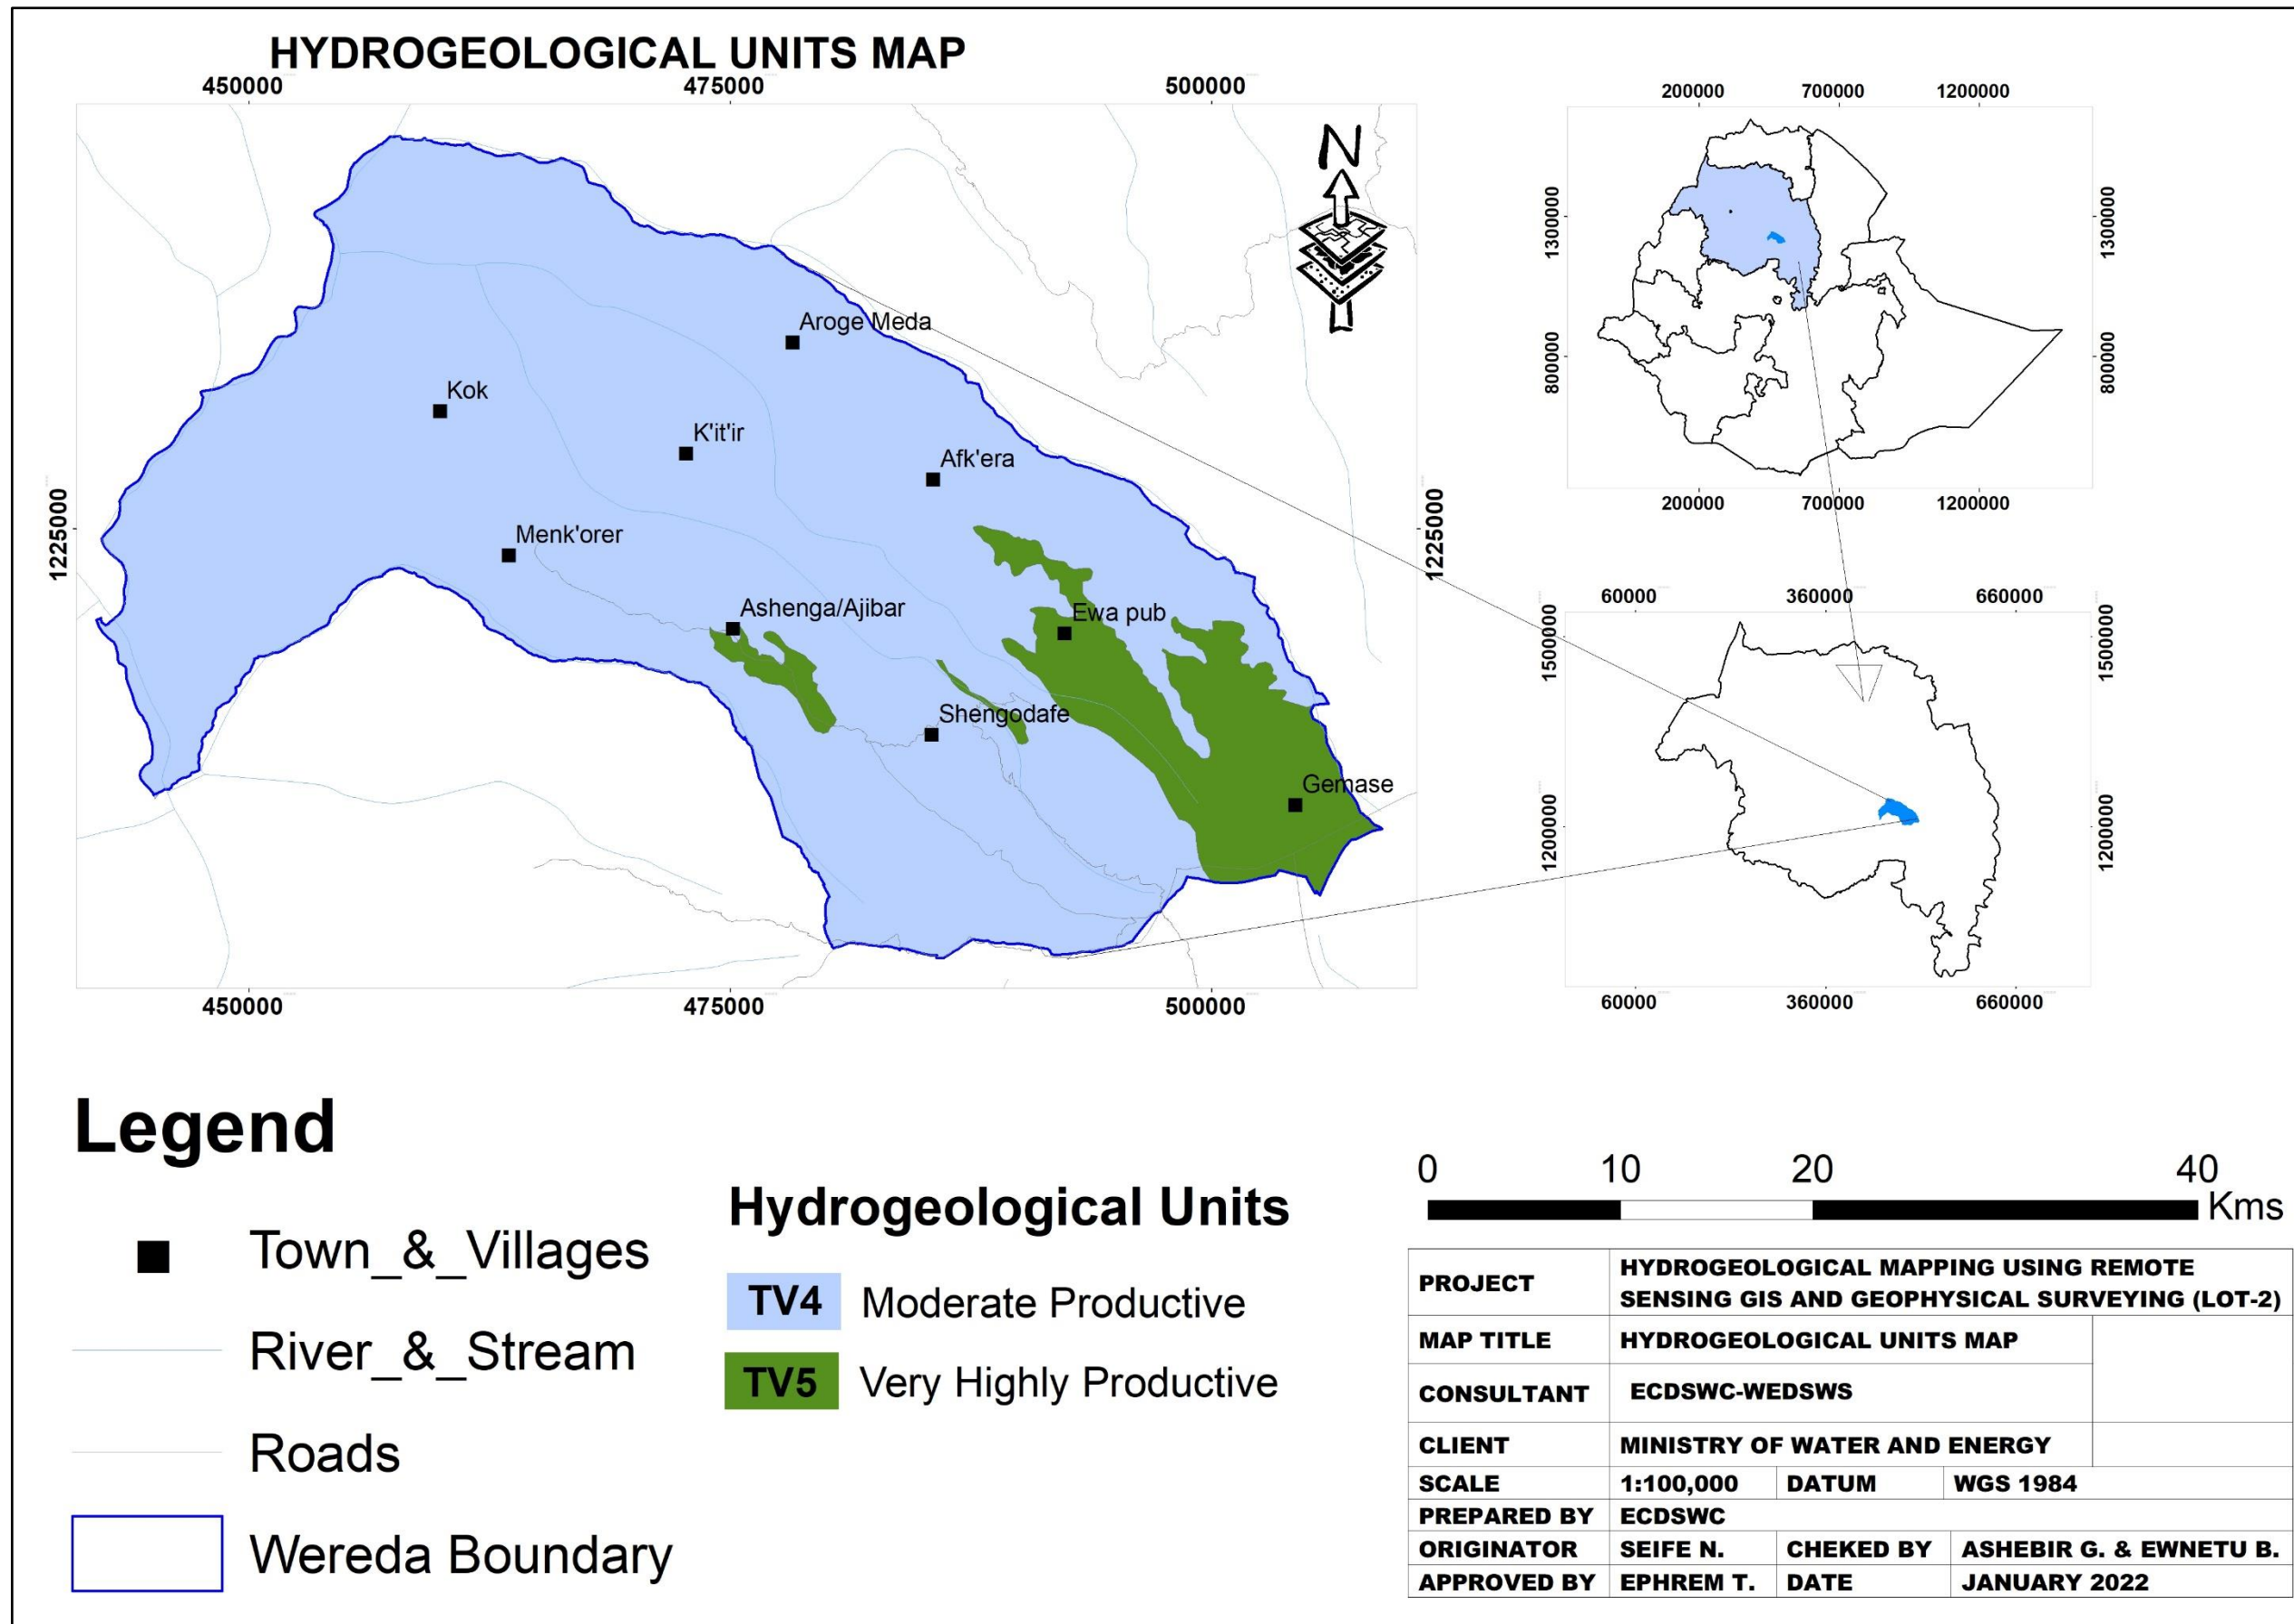 HYDROGEOLOGICAL UNITS MAP
450000 475000 500000
1225000
1225000
N
Aroge Meda
Kok
K'it'ir
Afk'era
Menk'orer
Ashenga/Ajibar
Ewa pub
Shengodafe
Gemase
450000 475000 500000
200000 700000 1200000
1300000
1300000
800000
800000
200000 700000 1200000
60000 360000 660000
1500000
1500000
1200000
1200000
60000 360000 660000
Legend
Town_&_Villages
River_&_Stream
Roads
Wereda Boundary
Hydrogeological Units
TV4 Moderate Productive
TV5 Very Highly Productive
0 10 20 40
Kms
PROJECT HYDROGEOLOGICAL MAPPING USING REMOTE
SENSING GIS AND GEOPHYSICAL SURVEYING (LOT-2)
MAP TITLE HYDROGEOLOGICAL UNITS MAP
CONSULTANT ECDSWC-WEDSWS
CLIENT MINISTRY OF WATER AND ENERGY
SCALE 1:100,000 DATUM WGS 1984
PREPARED BY ECDSWC
ORIGINATOR SEIFE N. CHEKED BY ASHEBIR G. & EWNETU B.
APPROVED BY EPHREM T. DATE JANUARY 2022